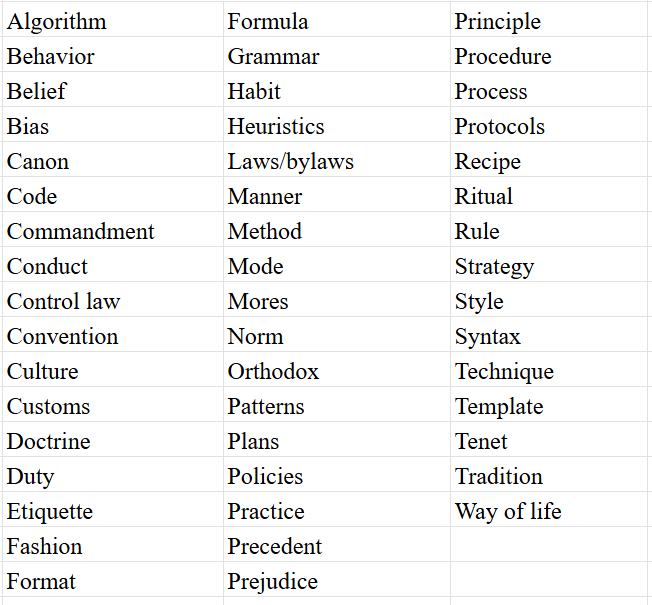 Algorithm
Behavior
Belief
Bias
Canon
Code
Commandment
Conduct
Control law
Convention
Culture
Customs
Doctrine
Duty
Etiquette
Fashion
Format
Formula
Grammar
Habit
Heuristics
Laws/bylaws
Manner
Method
Mode
Mores
Norm
Orthodox
Patterns
Plans
Policies
Practice
Precedent
Prejudice
Principle
Procedure
Process
Protocols
Recipe
Ritual
Rule
Strategy
Style
Syntax
Technique
Template
Tenet
Tradition
Way of life